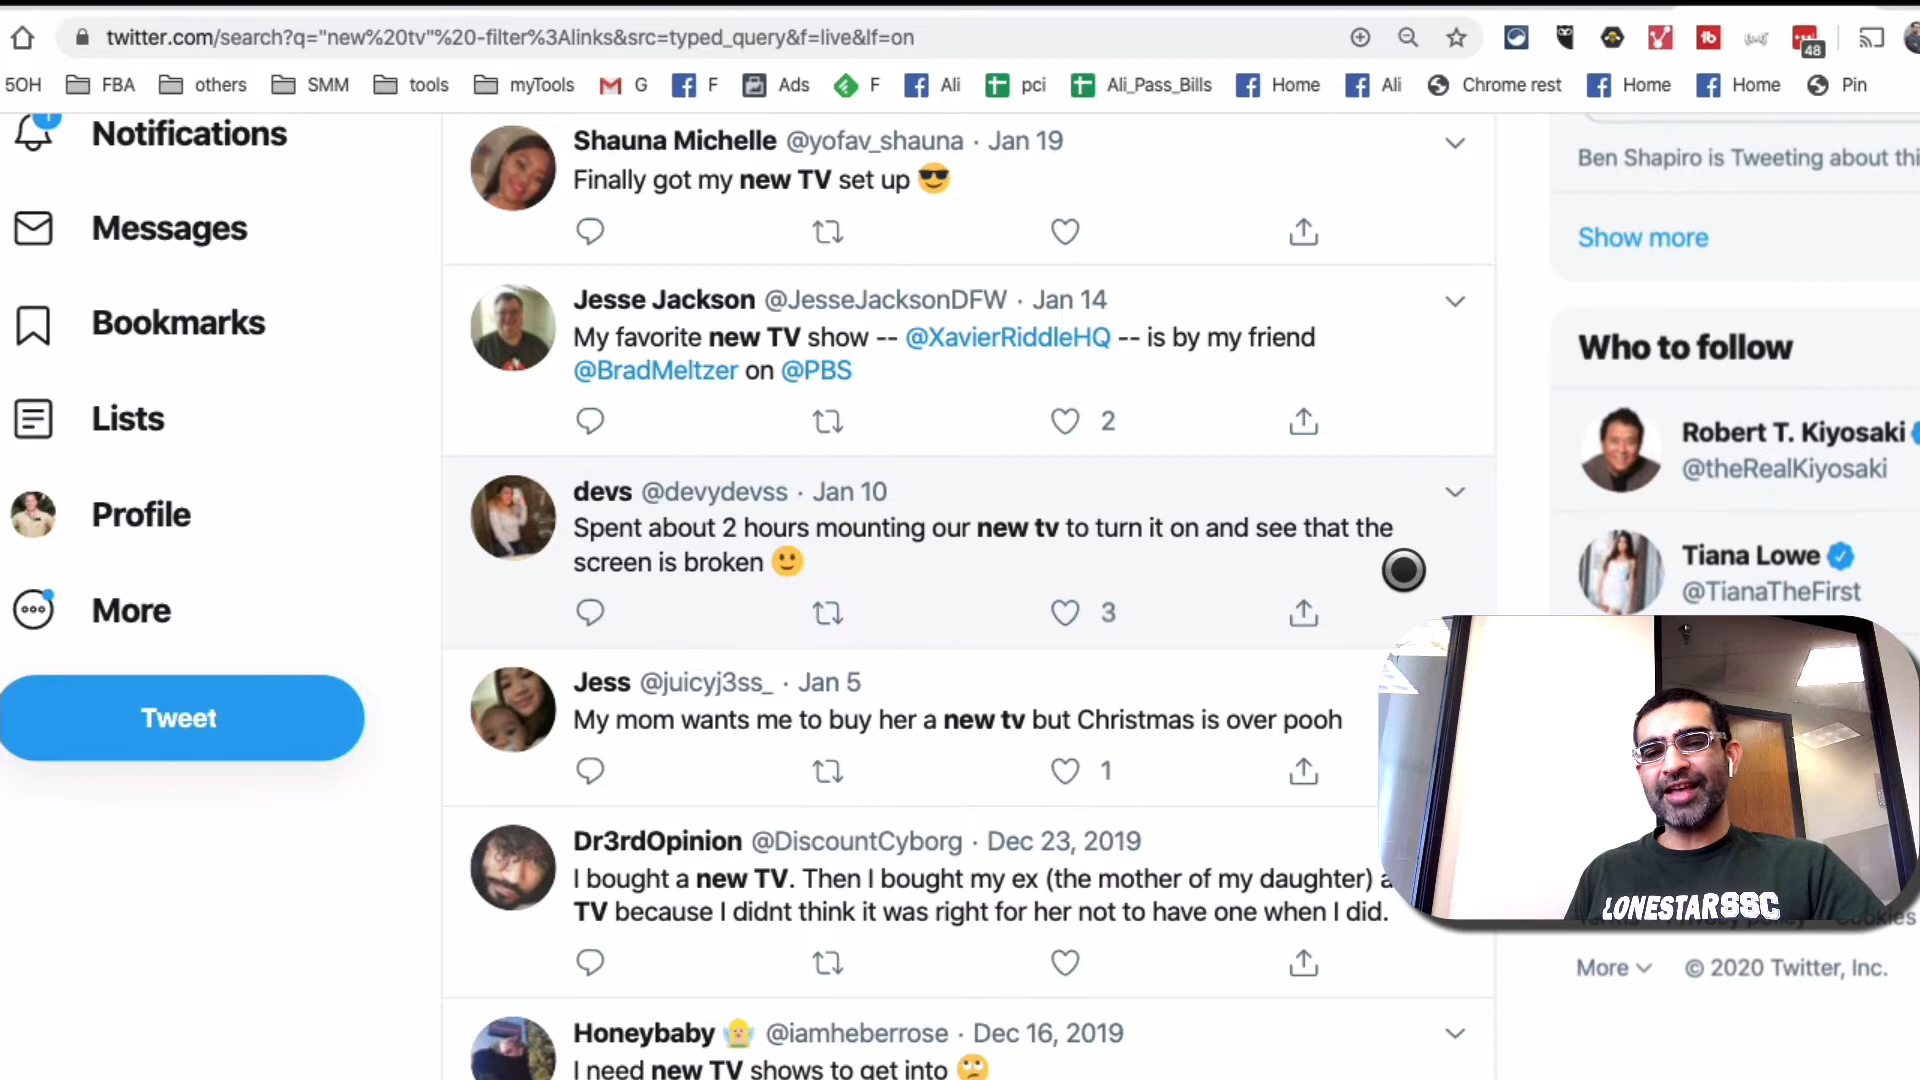 twitter.com/search?q="new%20tv"%20-filter%3Alinks&src=typed_query&f=live&lf=on
48
5OH FBA others SMM tools myTools G F Ads F Ali pci Ali_Pass_Bills Home Ali Chrome rest Home Home Pin
Notifications
Messages
Bookmarks
Lists
Profile
More
Tweet
Shauna Michelle @yofav_shauna · Jan 19
Finally got my new TV set up 😎
Jesse Jackson @JesseJacksonDFW · Jan 14
My favorite new TV show -- @XavierRiddleHQ -- is by my friend
@BradMeltzer on @PBS
2
devs @devydevss · Jan 10
Spent about 2 hours mounting our new tv to turn it on and see that the
screen is broken 🙂
3
Jess @juicyj3ss_ · Jan 5
My mom wants me to buy her a new tv but Christmas is over pooh
1
Dr3rdOpinion @DiscountCyborg · Dec 23, 2019
I bought a new TV. Then I bought my ex (the mother of my daughter) a
TV because I didnt think it was right for her not to have one when I did.
Honeybaby @iamheberrose · Dec 16, 2019
I need new TV shows to get into 🙄
Ben Shapiro is Tweeting about thi
Show more
Who to follow
Robert T. Kiyosaki
@theRealKiyosaki
Tiana Lowe
@TianaTheFirst
LONESTARSSC
More © 2020 Twitter, Inc.